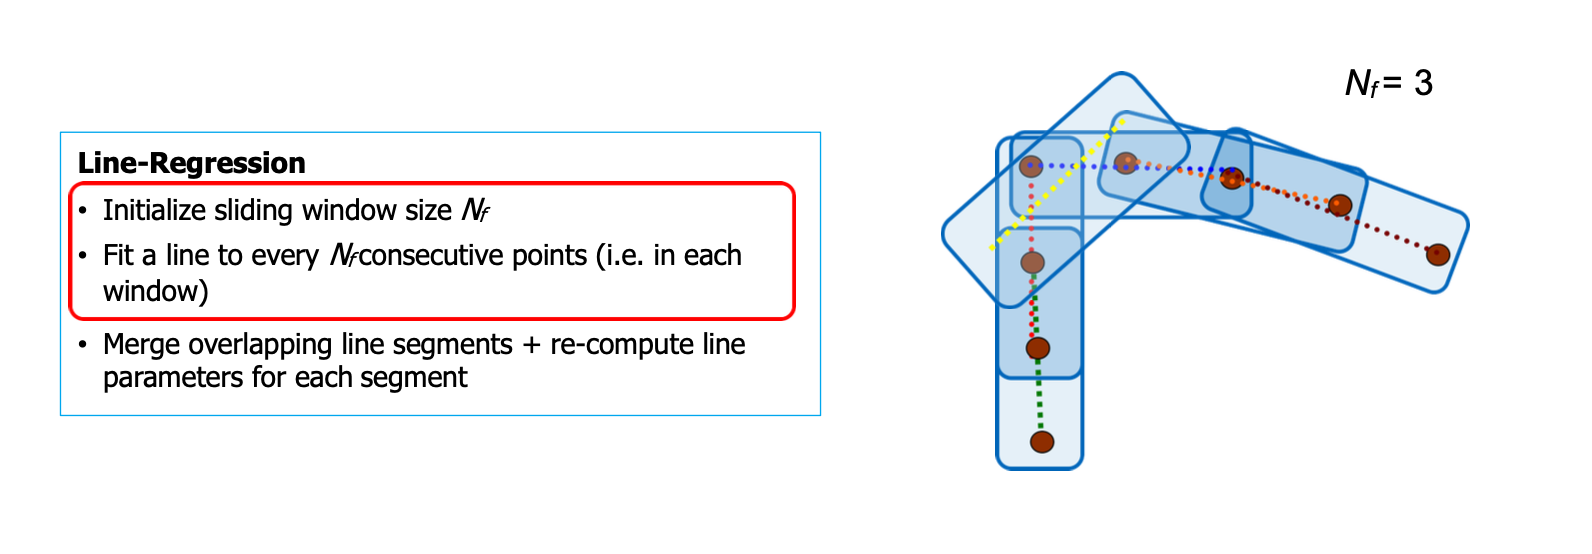 N_f = 3
Line-Regression
• Initialize sliding window size N_f
• Fit a line to every N_f consecutive points (i.e. in each
window)
• Merge overlapping line segments + re-compute line
parameters for each segment